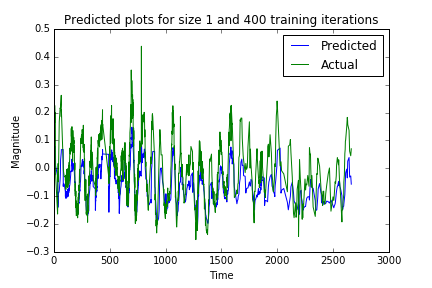 Predicted plots for size 1 and 400 training iterations
Predicted
Actual
Magnitude
0.5
0.4
0.3
0.2
0.1
0.0
−0.1
−0.2
−0.3
0 500 1000 1500 2000 2500 3000
Time